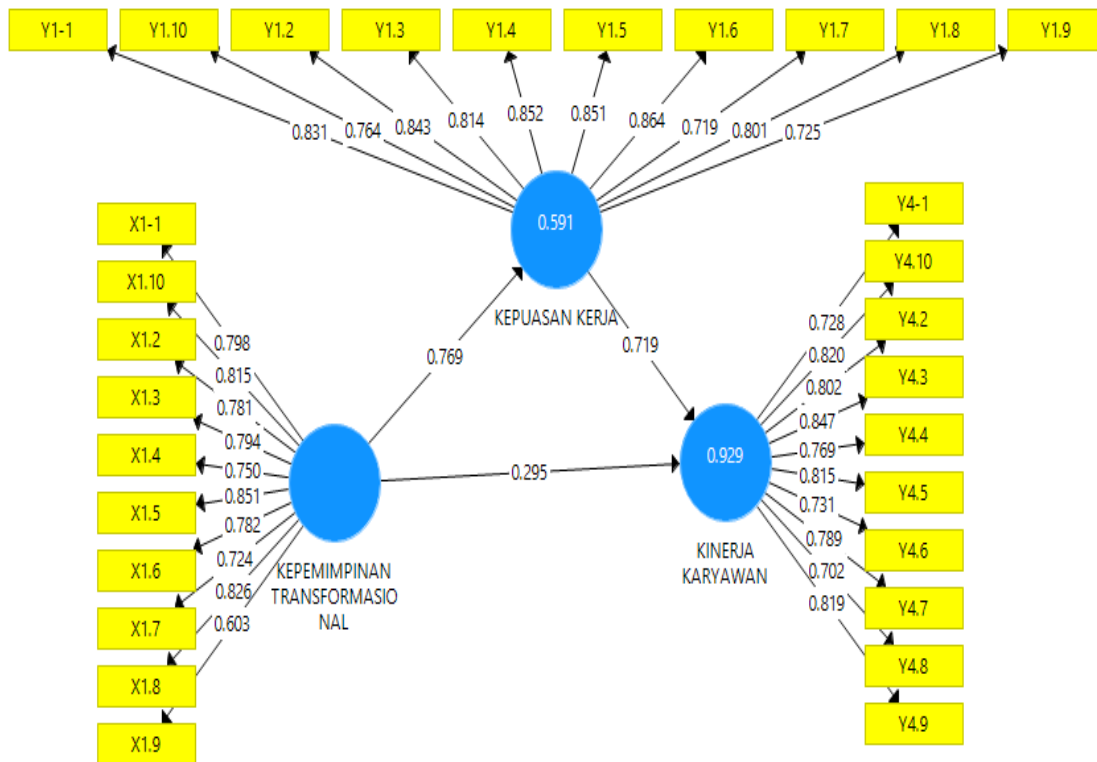 Y1-1
Y1.10
Y1.2
Y1.3
Y1.4
Y1.5
Y1.6
Y1.7
Y1.8
Y1.9
0.831
0.764
0.843
0.814
0.852
0.851
0.864
0.719
0.801
0.725
0.591
KEPUASAN KERJA
X1-1
X1.10
X1.2
X1.3
X1.4
X1.5
X1.6
X1.7
X1.8
X1.9
0.798
0.815
0.781
0.794
0.750
0.851
0.782
0.724
0.826
0.603
0.769
0.719
0.295
KEPEMIMPINAN
TRANSFORMASIO
NAL
0.929
KINERJA
KARYAWAN
0.728
0.820
0.802
0.847
0.769
0.815
0.731
0.789
0.702
0.819
Y4-1
Y4.10
Y4.2
Y4.3
Y4.4
Y4.5
Y4.6
Y4.7
Y4.8
Y4.9